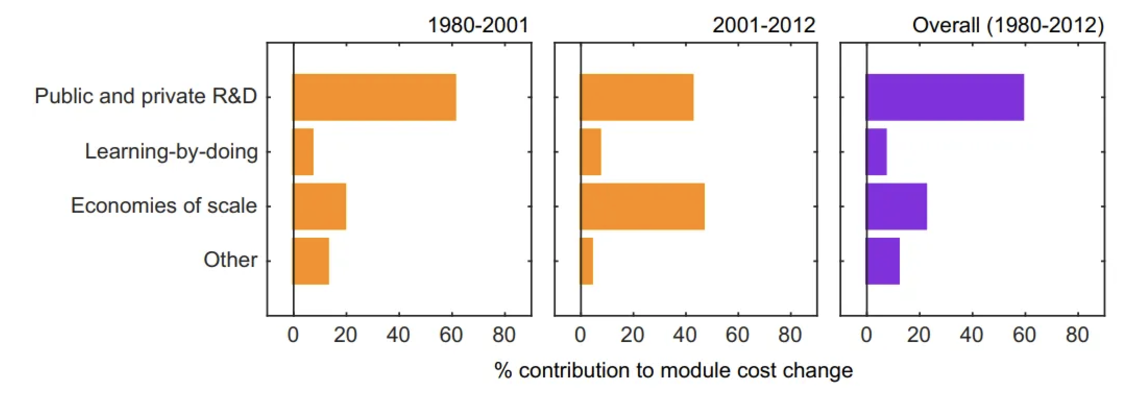 1980-2001
2001-2012
Overall (1980-2012)
Public and private R&D
Learning-by-doing
Economies of scale
Other
0 20 40 60 80
0 20 40 60 80
0 20 40 60 80
% contribution to module cost change